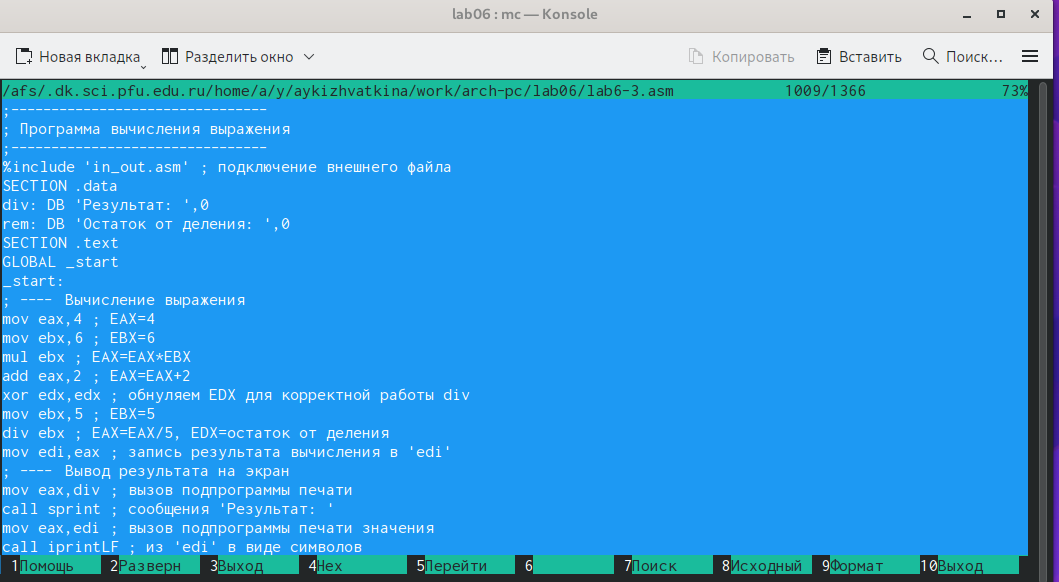 lab06 : mc — Konsole
Новая вкладка Разделить окно Копировать Вставить Поиск…
/afs/.dk.sci.pfu.edu.ru/home/a/y/aykizhvatkina/work/arch-pc/lab06/lab6-3.asm 1009/1366 73%
;--------------------------------
; Программа вычисления выражения
;--------------------------------
%include 'in_out.asm' ; подключение внешнего файла
SECTION .data
div: DB 'Результат: ',0
rem: DB 'Остаток от деления: ',0
SECTION .text
GLOBAL _start
_start:
; ---- Вычисление выражения
mov eax,4 ; EAX=4
mov ebx,6 ; EBX=6
mul ebx ; EAX=EAX*EBX
add eax,2 ; EAX=EAX+2
xor edx,edx ; обнуляем EDX для корректной работы div
mov ebx,5 ; EBX=5
div ebx ; EAX=EAX/5, EDX=остаток от деления
mov edi,eax ; запись результата вычисления в 'edi'
; ---- Вывод результата на экран
mov eax,div ; вызов подпрограммы печати
call sprint ; сообщения 'Результат: '
mov eax,edi ; вызов подпрограммы печати значения
call iprintLF ; из 'edi' в виде символов
1Помощь 2Разверн 3Выход 4Hex 5Перейти 6 7Поиск 8Исходный 9Формат 10Выход